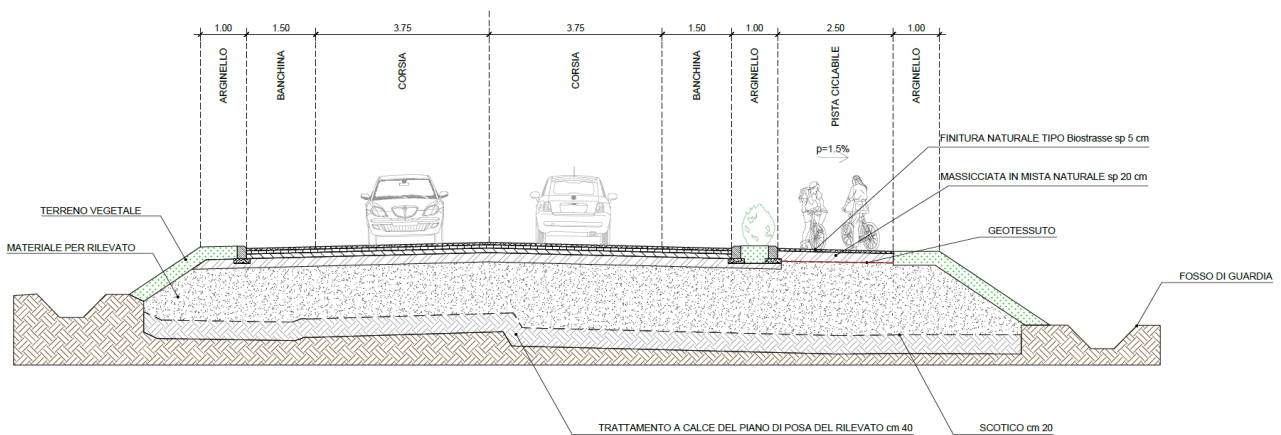 1.00 1.50 3.75 3.75 1.50 1.00 2.50 1.00
ARGINELLO
BANCHINA
CORSIA
CORSIA
BANCHINA
ARGINELLO
PISTA CICLABILE
ARGINELLO
FINITURA NATURALE TIPO Biostrasse sp 5 cm
p=1.5%
MASSICCIATA IN MISTA NATURALE sp 20 cm
TERRENO VEGETALE
GEOTESSUTO
MATERIALE PER RILEVATO
FOSSO DI GUARDIA
TRATTAMENTO A CALCE DEL PIANO DI POSA DEL RILEVATO cm 40
SCOTICO cm 20